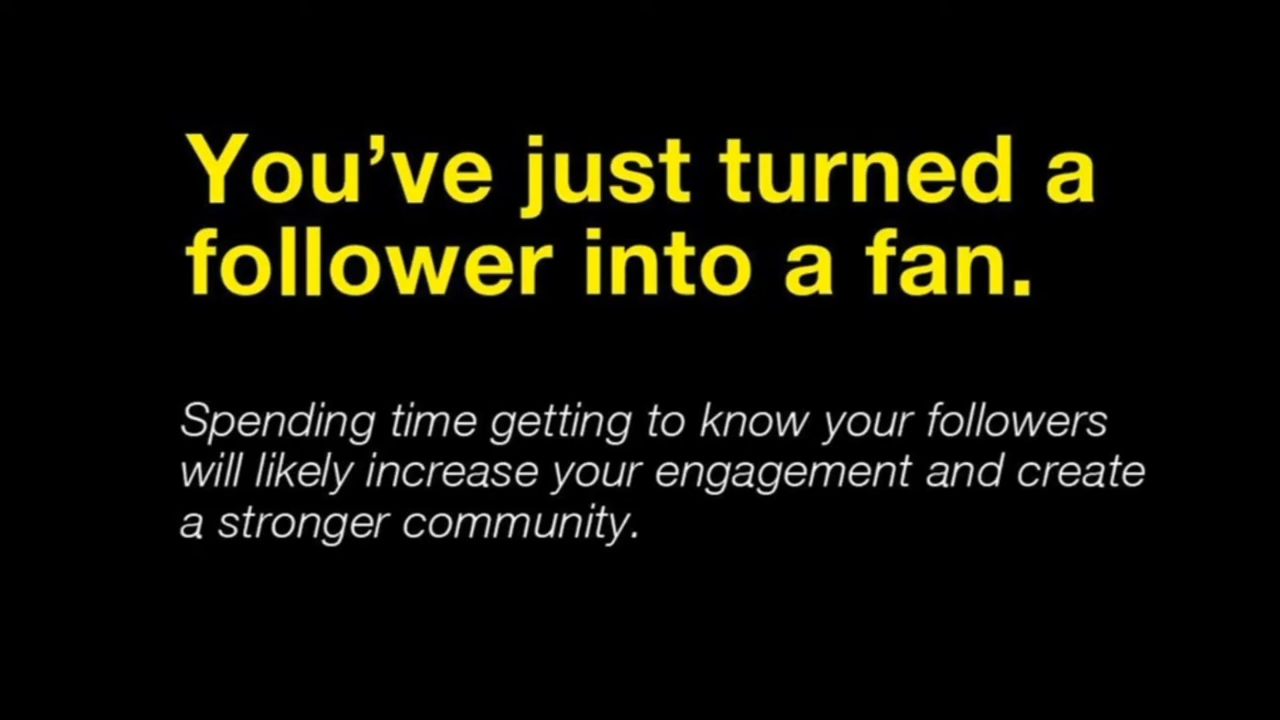 You’ve just turned a
follower into a fan.
Spending time getting to know your followers
will likely increase your engagement and create
a stronger community.